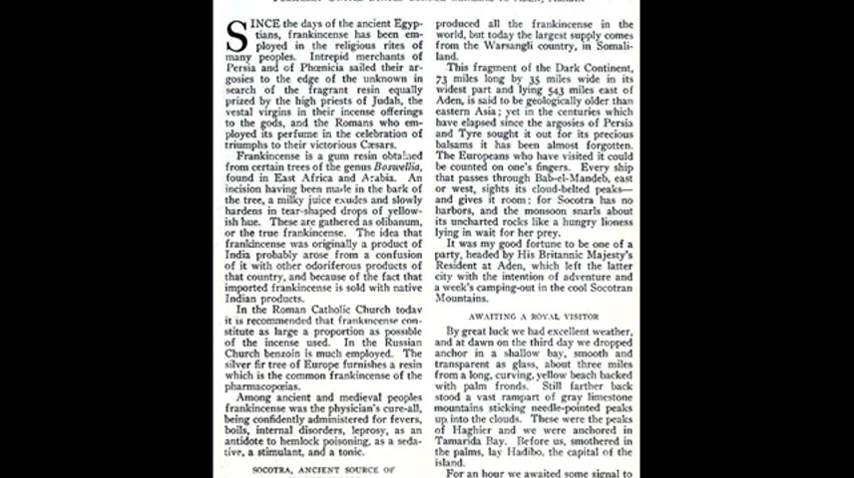 SINCE the days of the ancient Egyp-
tians, frankincense has been em-
ployed in the religious rites of
many peoples. Intrepid merchants of
Persia and of Phœnicia sailed their ar-
gosies to the edge of the unknown in
search of the fragrant resin equally
prized by the high priests of Judah, the
vestal virgins in their incense offerings
to the gods, and the Romans who em-
ployed its perfume in the celebration of
triumphs to their victorious Cæsars.
Frankincense is a gum resin obtained
from certain trees of the genus Boswellia,
found in East Africa and Arabia. An
incision having been made in the bark of
the tree, a milky juice exudes and slowly
hardens in tear-shaped drops of yellow-
ish hue. These are gathered as olibanum,
or the true frankincense. The idea that
frankincense was originally a product of
India probably arose from a confusion
of it with other odoriferous products of
that country, and because of the fact that
imported frankincense is sold with native
Indian products.
In the Roman Catholic Church today
it is recommended that frankincense con-
stitute as large a proportion as possible
of the incense used. In the Russian
Church benzoin is much employed. The
silver fir tree of Europe furnishes a resin
which is the common frankincense of the
pharmacopœias.
Among ancient and medieval peoples
frankincense was the physician's cure-all,
being confidently administered for fevers,
boils, internal disorders, leprosy, as an
antidote to hemlock poisoning, as a seda-
tive, a stimulant, and a tonic.
SOCOTRA, ANCIENT SOURCE OF
produced all the frankincense in the
world, but today the largest supply comes
from the Warsangli country, in Somali-
land.
This fragment of the Dark Continent,
73 miles long by 35 miles wide in its
widest part and lying 543 miles east of
Aden, is said to be geologically older than
eastern Asia; yet in the centuries which
have elapsed since the argosies of Persia
and Tyre sought it out for its precious
balsams it has been almost forgotten.
The Europeans who have visited it could
be counted on one's fingers. Every ship
that passes through Bab-el-Mandeb, east
or west, sights its cloud-belted peaks—
and gives it room; for Socotra has no
harbors, and the monsoon snarls about
its uncharted rocks like a hungry lioness
lying in wait for her prey.
It was my good fortune to be one of a
party, headed by His Britannic Majesty's
Resident at Aden, which left the latter
city with the intention of adventure and
a week's camping-out in the cool Socotran
Mountains.
AWAITING A ROYAL VISITOR
By great luck we had excellent weather,
and at dawn on the third day we dropped
anchor in a shallow bay, smooth and
transparent as glass, about three miles
from a long, curving, yellow beach backed
with palm fronds. Still farther back
stood a vast rampart of gray limestone
mountains sticking needle-pointed peaks
up into the clouds. These were the peaks
of Haghier and we were anchored in
Tamarida Bay. Before us, smothered in
the palms, lay Hadibo, the capital of the
island.
For an hour we awaited some signal to